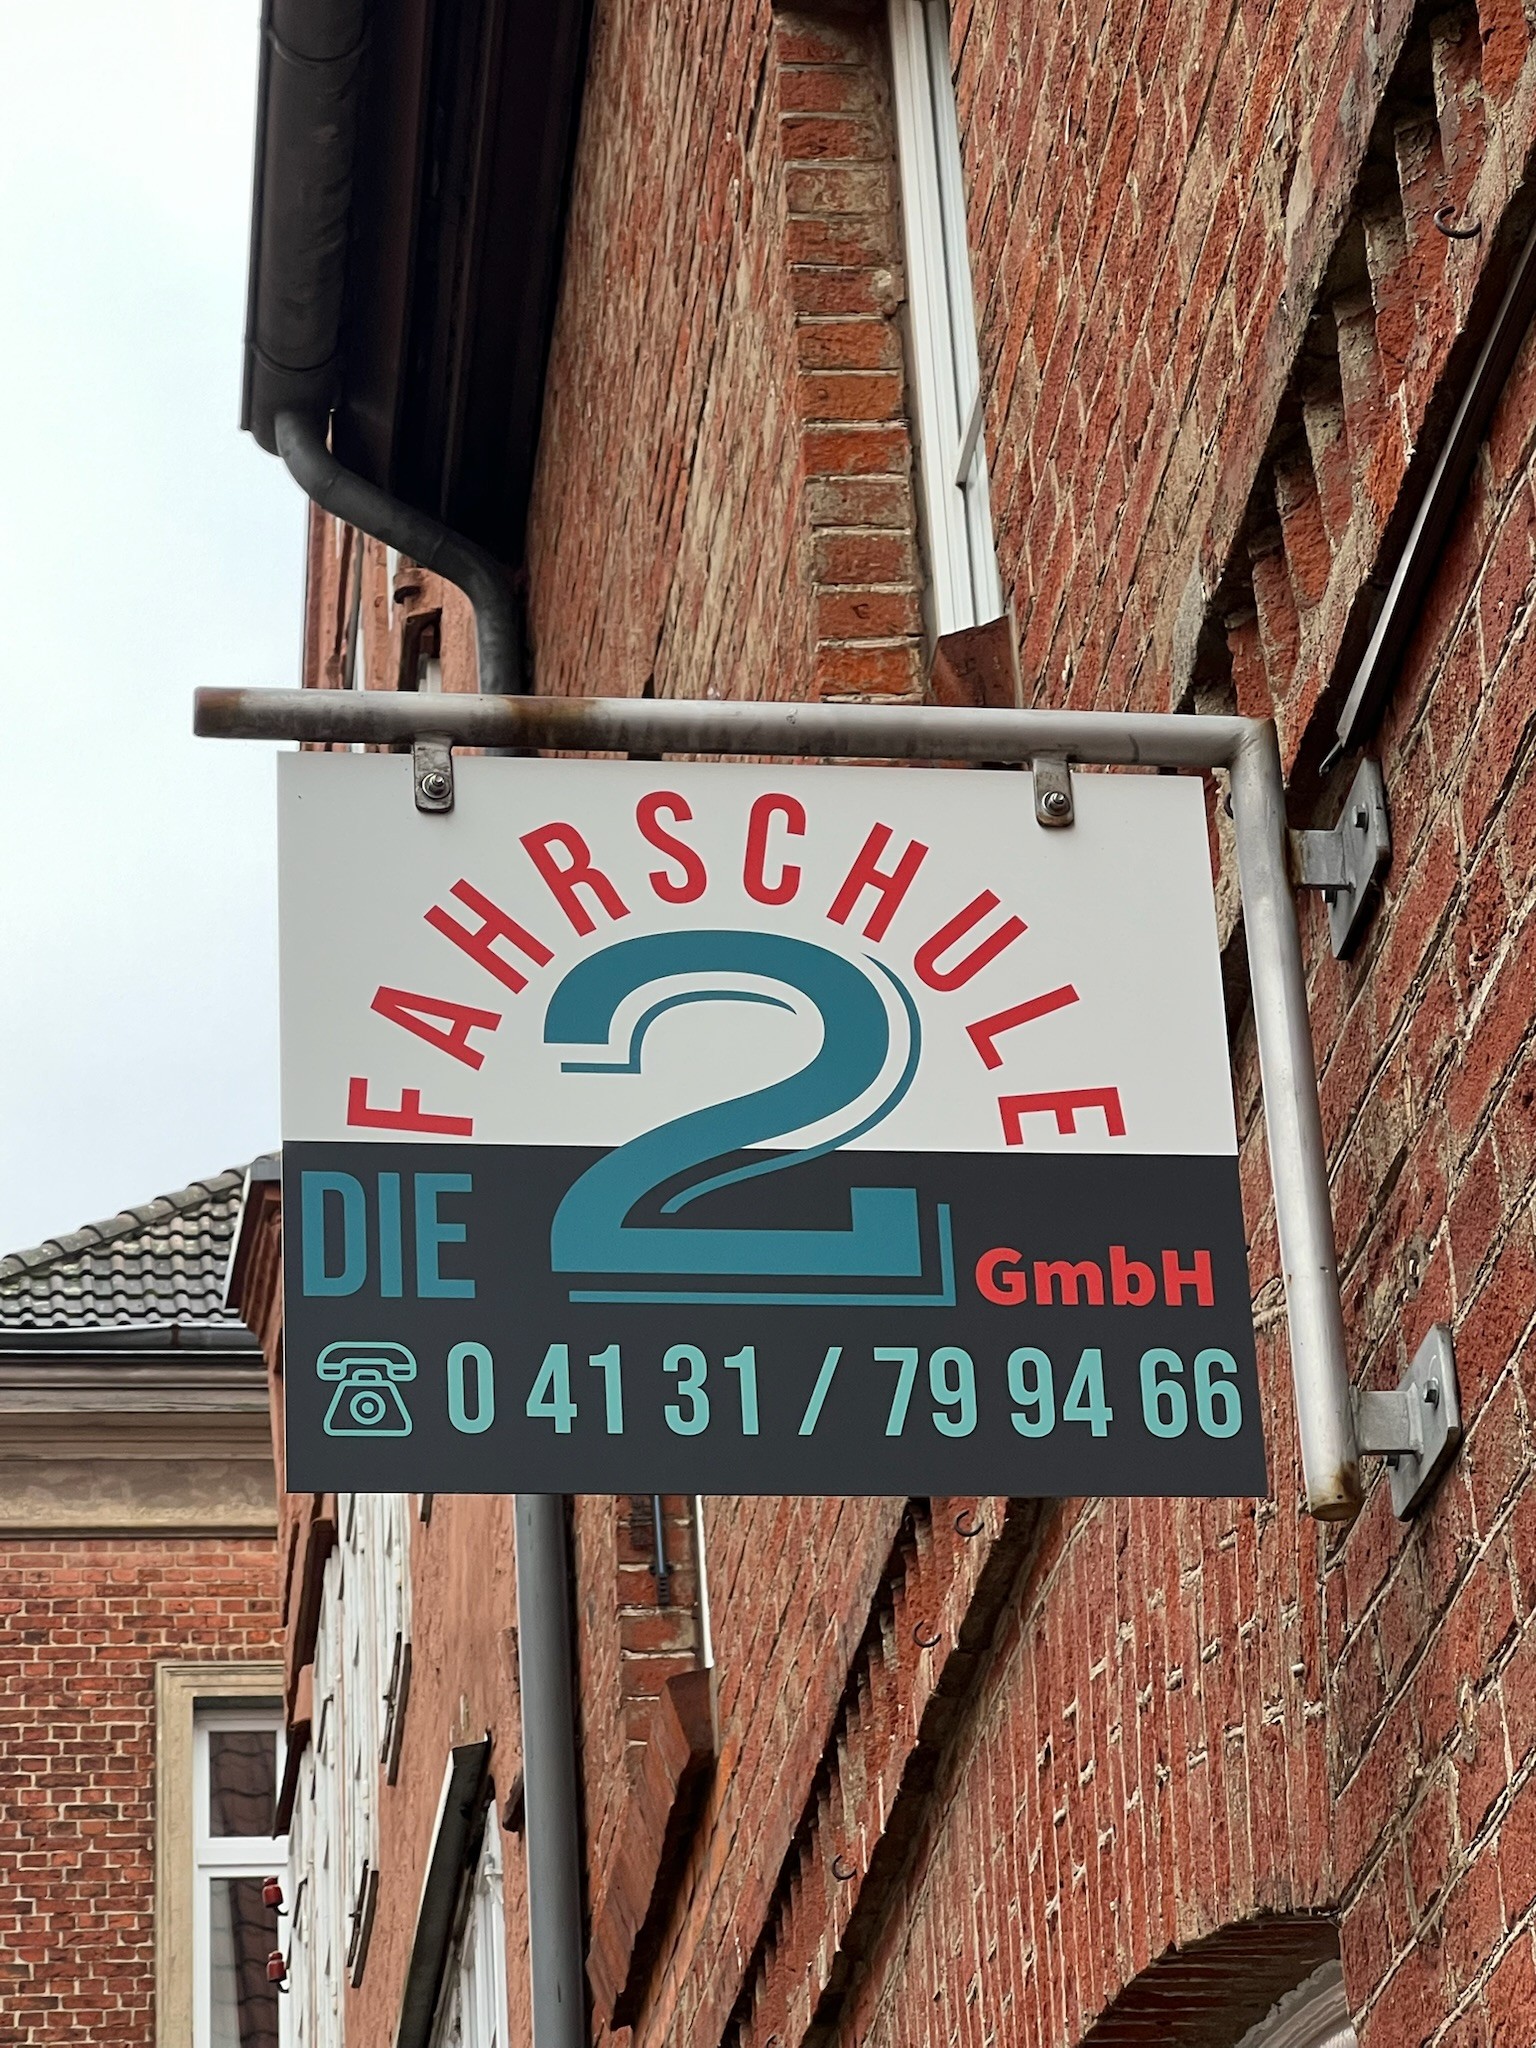 FAHRSCHULE
DIE 2 GmbH
0 41 31 / 79 94 66